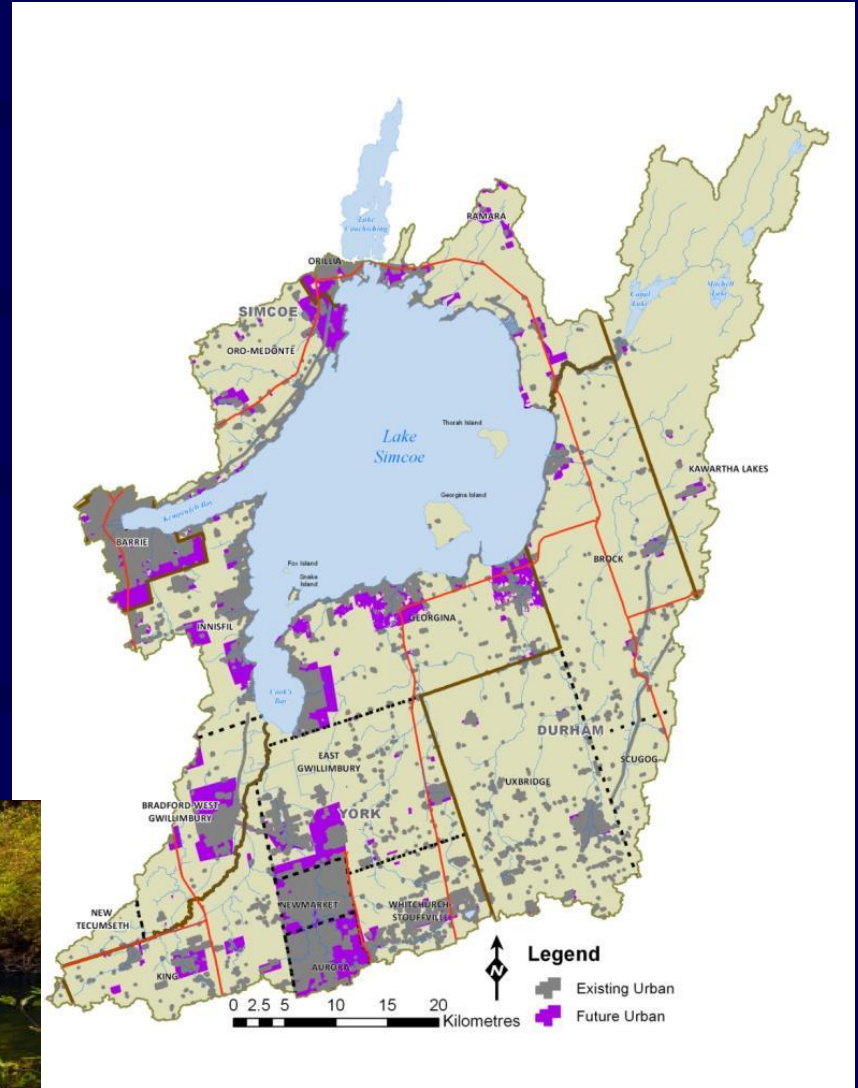 Lake
Couchiching
RAMARA
ORILLIA
SIMCOE
ORO-MEDONTE
Canal
Lake
Mitchell
Lake
Lake
Simcoe
Thorah Island
Georgina Island
KAWARTHA LAKES
Kempenfelt Bay
BARRIE
Fox Island
Snake
Island
BROCK
INNISFIL
GEORGINA
Cook's
Bay
DURHAM
EAST
GWILLIMBURY
SCUGOG
UXBRIDGE
BRADFORD-WEST
GWILLIMBURY
YORK
NEW
TECUMSETH
NEWMARKET
WHITCHURCH
STOUFFVILLE
KING
AURORA
N
Legend
Existing Urban
Future Urban
0 2.5 5 10 15 20
Kilometres